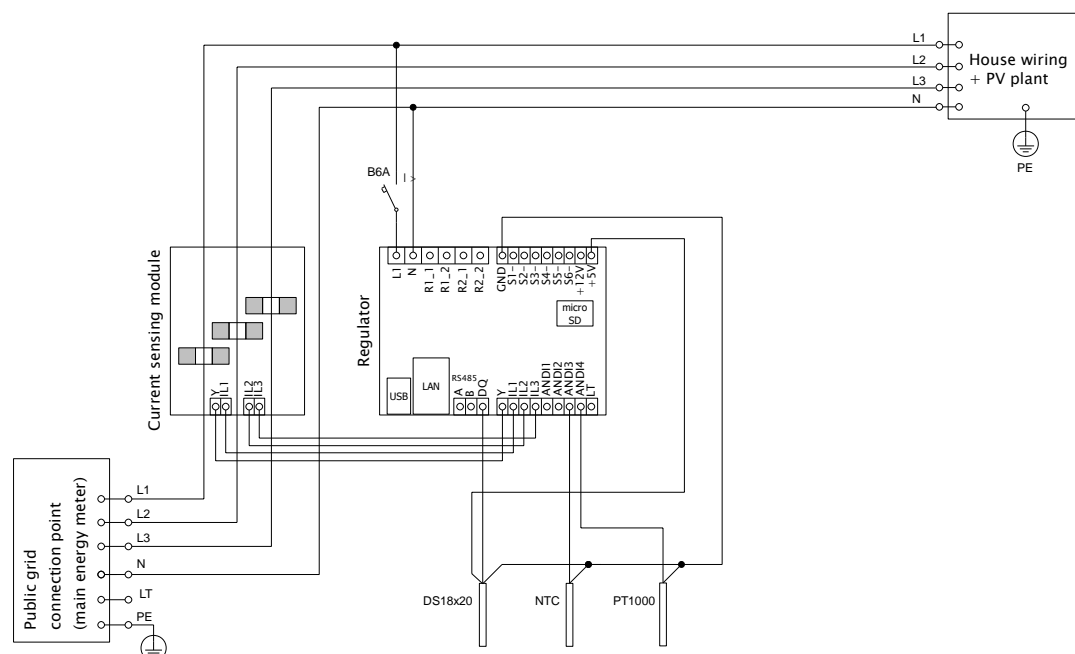 L1
L2
L3
N
House wiring
+ PV plant
PE
B6A
I >
Current sensing module
Y
IL1
IL2
IL3
Regulator
L1
N
R1_1
R1_2
R2_1
R2_2
GND
S1-
S2-
S3-
S4-
S5-
S6-
+12V
+5V
micro
SD
USB
LAN
RS485
A
B
DQ
Y
IL1
IL2
IL3
ANDI1
ANDI2
ANDI3
ANDI4
LT
Public grid
connection point
(main energy meter)
L1
L2
L3
N
LT
PE
DS18x20
NTC
PT1000